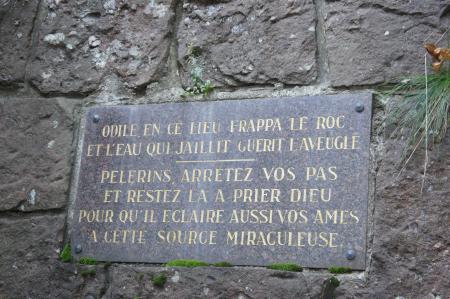 ODILE EN CE LIEU FRAPPA LE ROC
ET L'EAU QUI JAILLIT GUERIT L'AVEUGLE
PELERINS, ARRETEZ VOS PAS
ET RESTEZ LA A PRIER DIEU
POUR QU'IL ECLAIRE AUSSI VOS AMES
A CETTE SOURCE MIRACULEUSE.